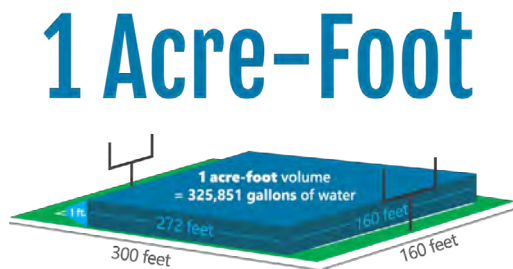 1 Acre-Foot
1 acre-foot volume
= 325,851 gallons of water
1 ft.
272 feet
160 feet
300 feet
160 feet